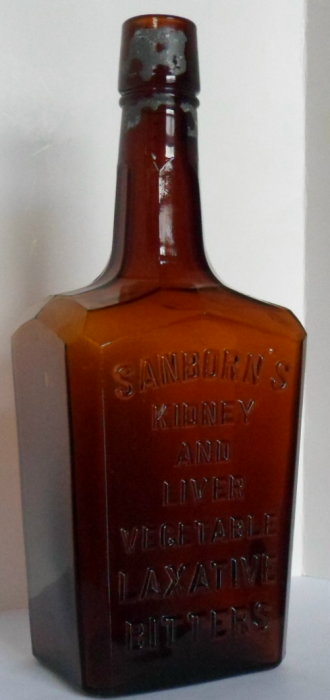 SANBORN'S
KIDNEY
AND
LIVER
VEGETABLE
LAXATIVE
BITTERS